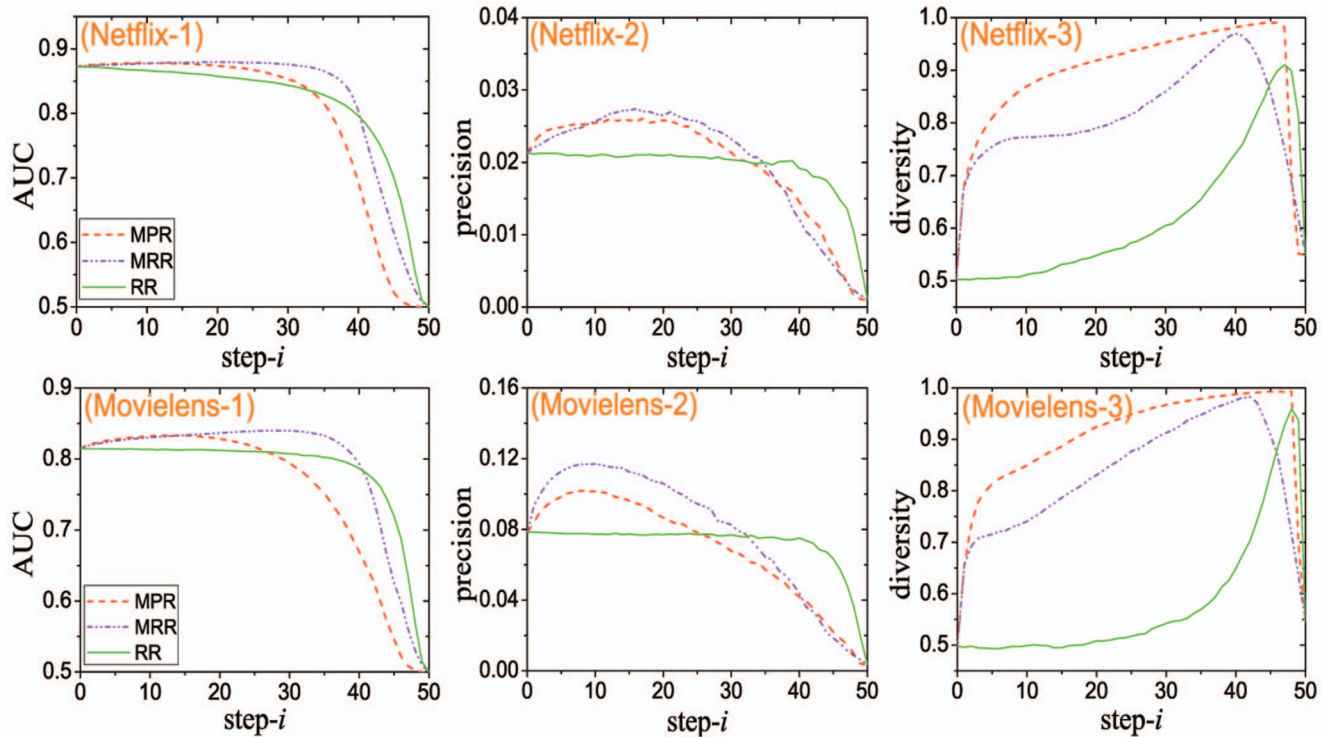 (Netflix-1)
0.9
0.8
0.7
0.6
0.5
AUC
MPR
MRR
RR
0 10 20 30 40 50
step-i
(Netflix-2)
0.04
0.03
0.02
0.01
0.00
precision
0 10 20 30 40 50
step-i
(Netflix-3)
1.0
0.9
0.8
0.7
0.6
0.5
diversity
0 10 20 30 40 50
step-i
(Movielens-1)
0.9
0.8
0.7
0.6
0.5
AUC
MPR
MRR
RR
0 10 20 30 40 50
step-i
(Movielens-2)
0.16
0.12
0.08
0.04
0.00
precision
0 10 20 30 40 50
step-i
(Movielens-3)
1.0
0.9
0.8
0.7
0.6
0.5
diversity
0 10 20 30 40 50
step-i